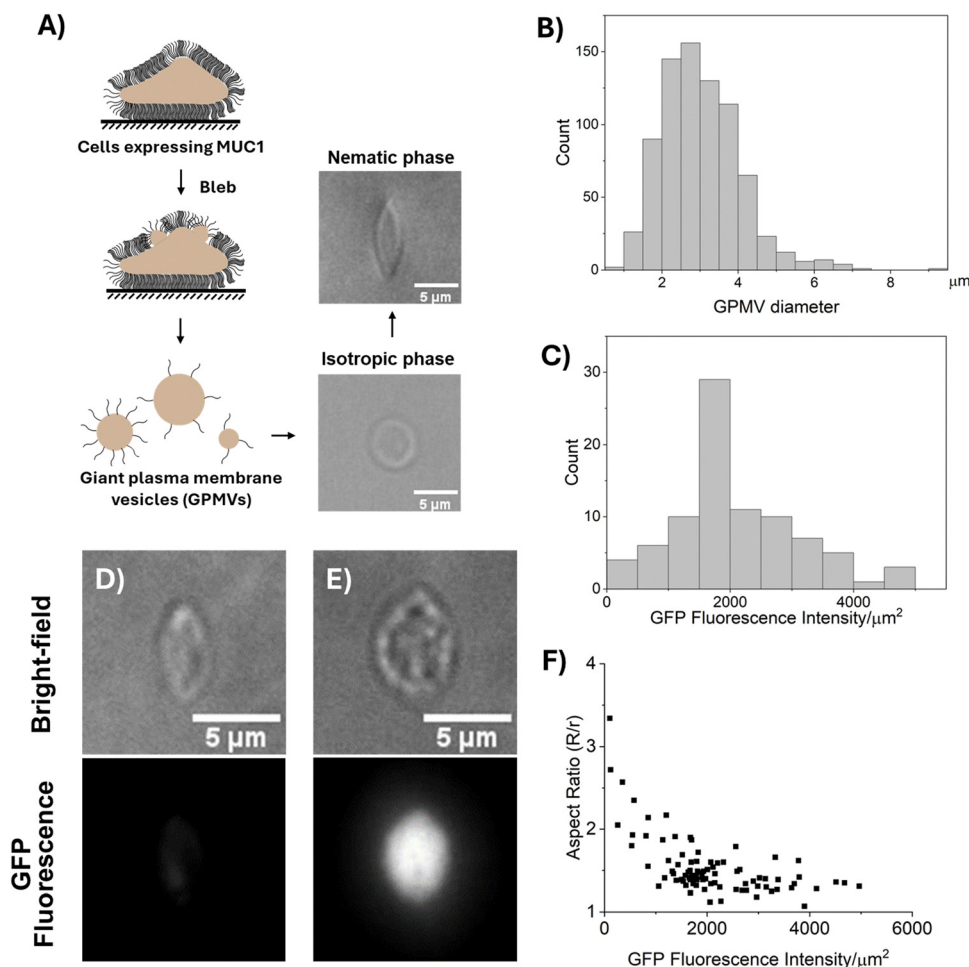 A)
Cells expressing MUC1
Bleb
Giant plasma membrane
vesicles (GPMVs)
Nematic phase
5 µm
Isotropic phase
5 µm
B)
Count
150
100
50
0
2
4
6
8
µm
GPMV diameter
C)
Count
30
20
10
0
0
2000
4000
GFP Fluorescence Intensity/µm²
Bright-field
D)
5 µm
E)
5 µm
GFP
Fluorescence
F)
Aspect Ratio (R/r)
4
3
2
1
0
2000
4000
6000
GFP Fluorescence Intensity/µm²